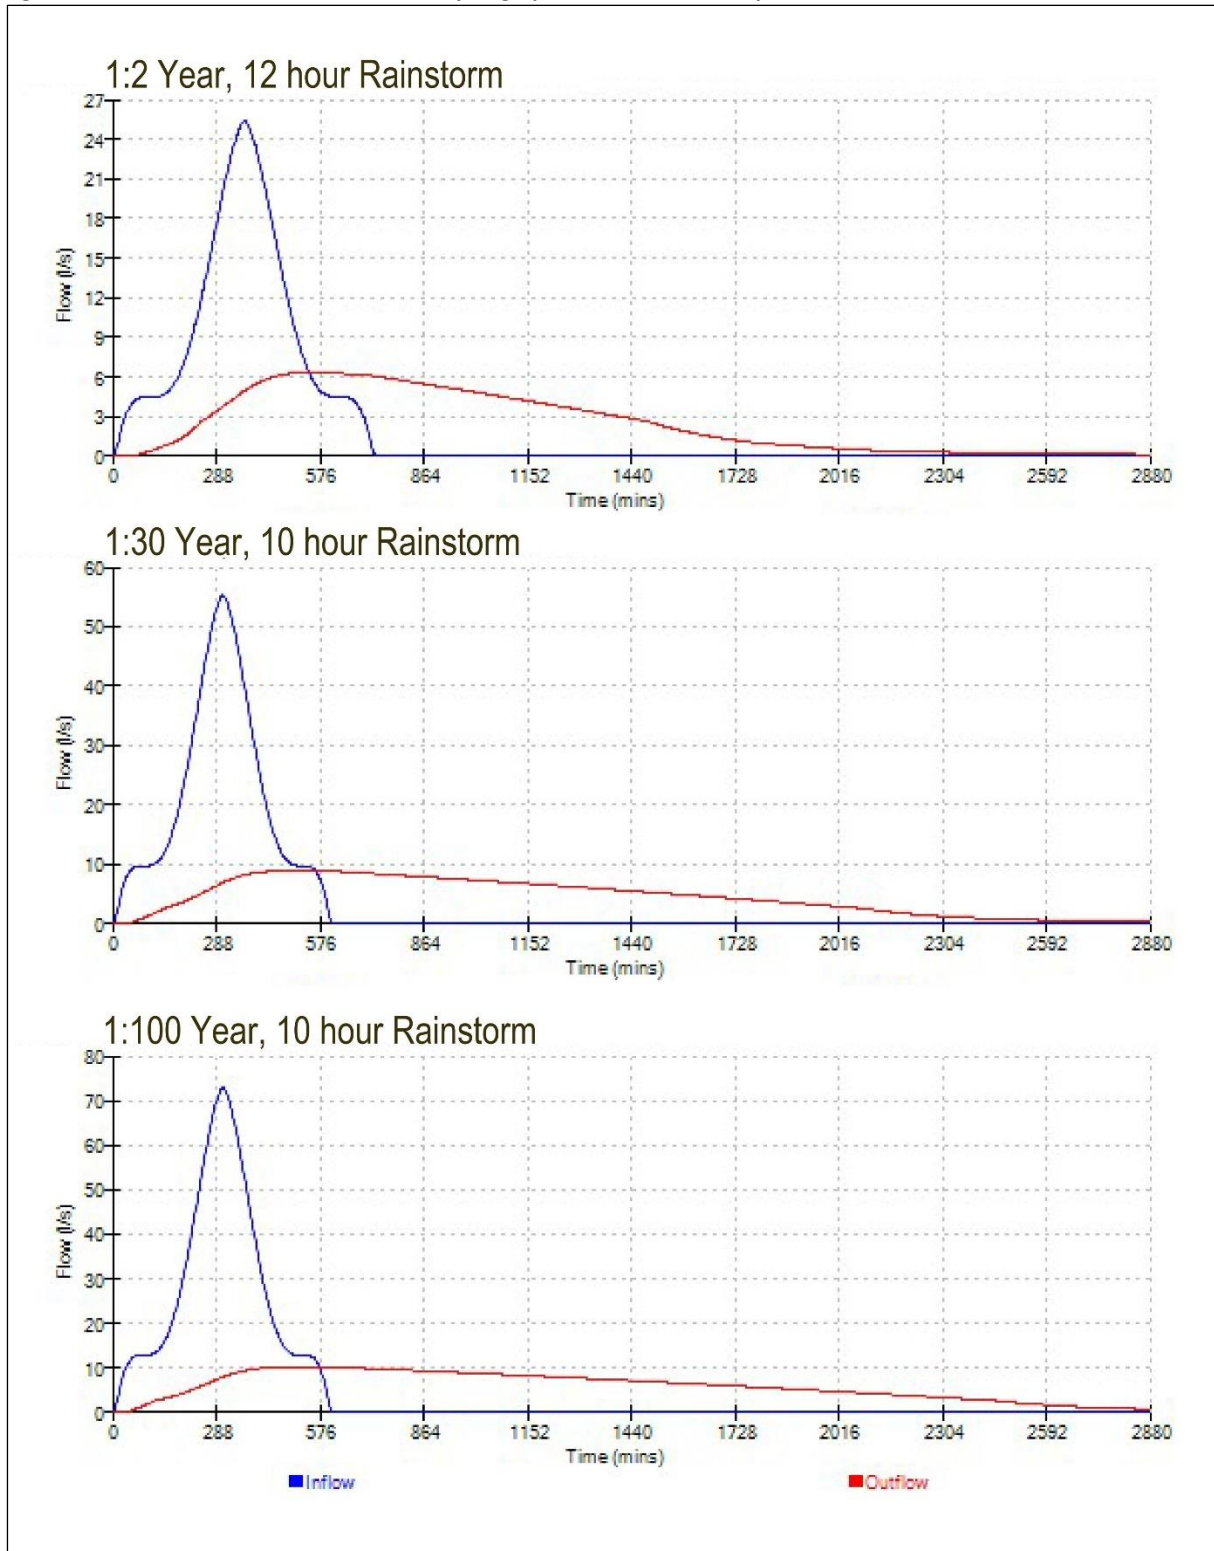 1:2 Year, 12 hour Rainstorm
27
24
21
18
15
12
9
6
3
0
Flow (l/s)
0 288 576 864 1152 1440 1728 2016 2304 2592 2880
Time (mins)
1:30 Year, 10 hour Rainstorm
60
50
40
30
20
10
0
Flow (l/s)
0 288 576 864 1152 1440 1728 2016 2304 2592 2880
Time (mins)
1:100 Year, 10 hour Rainstorm
80
70
60
50
40
30
20
10
0
Flow (l/s)
0 288 576 864 1152 1440 1728 2016 2304 2592 2880
Time (mins)
Inflow Outflow